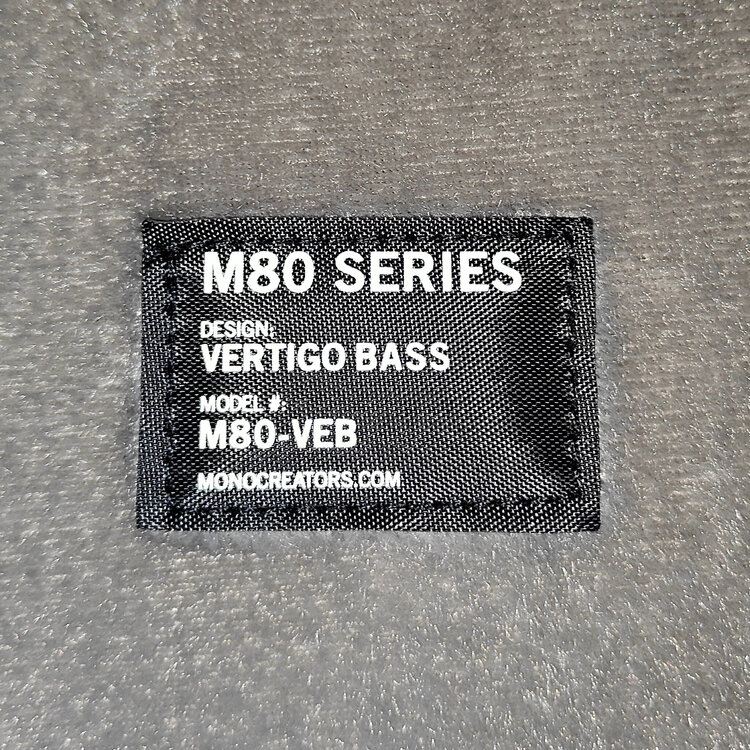 M80 SERIES
DESIGN:
VERTIGO BASS
MODEL #:
M80-VEB
MONOCREATORS.COM